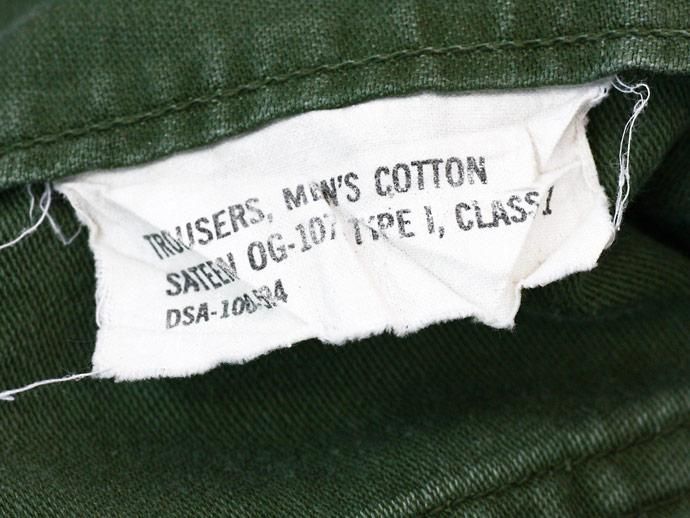 TROUSERS, MEN'S COTTON
SATEEN OG-107 TYPE I, CLASS I